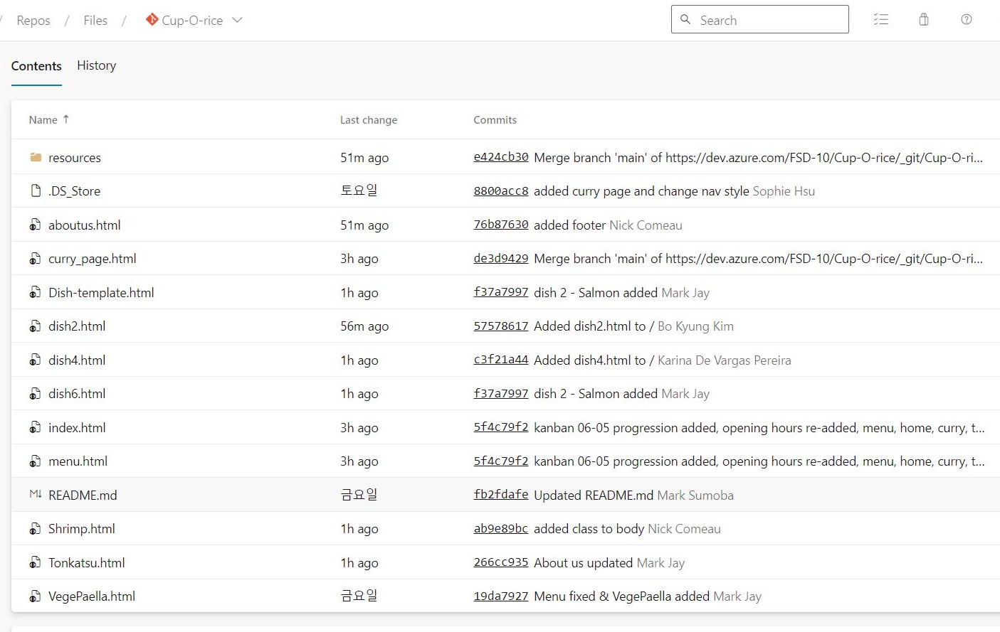 / Repos / Files / Cup-O-rice
Search
Contents History
Name ↑ Last change Commits
resources 51m ago e424cb30 Merge branch 'main' of https://dev.azure.com/FSD-10/Cup-O-rice/_git/Cup-O-ri...
.DS_Store 토요일 8800acc8 added curry page and change nav style Sophie Hsu
aboutus.html 51m ago 76b87630 added footer Nick Comeau
curry_page.html 3h ago de3d9429 Merge branch 'main' of https://dev.azure.com/FSD-10/Cup-O-rice/_git/Cup-O-ri...
Dish-template.html 1h ago f37a7997 dish 2 - Salmon added Mark Jay
dish2.html 56m ago 57578617 Added dish2.html to / Bo Kyung Kim
dish4.html 1h ago c3f21a44 Added dish4.html to / Karina De Vargas Pereira
dish6.html 1h ago f37a7997 dish 2 - Salmon added Mark Jay
index.html 3h ago 5f4c79f2 kanban 06-05 progression added, opening hours re-added, menu, home, curry, t...
menu.html 3h ago 5f4c79f2 kanban 06-05 progression added, opening hours re-added, menu, home, curry, t...
M↓ README.md 금요일 fb2fdafe Updated README.md Mark Sumoba
Shrimp.html 1h ago ab9e89bc added class to body Nick Comeau
Tonkatsu.html 1h ago 266cc935 About us updated Mark Jay
VegePaella.html 금요일 19da7927 Menu fixed & VegePaella added Mark Jay